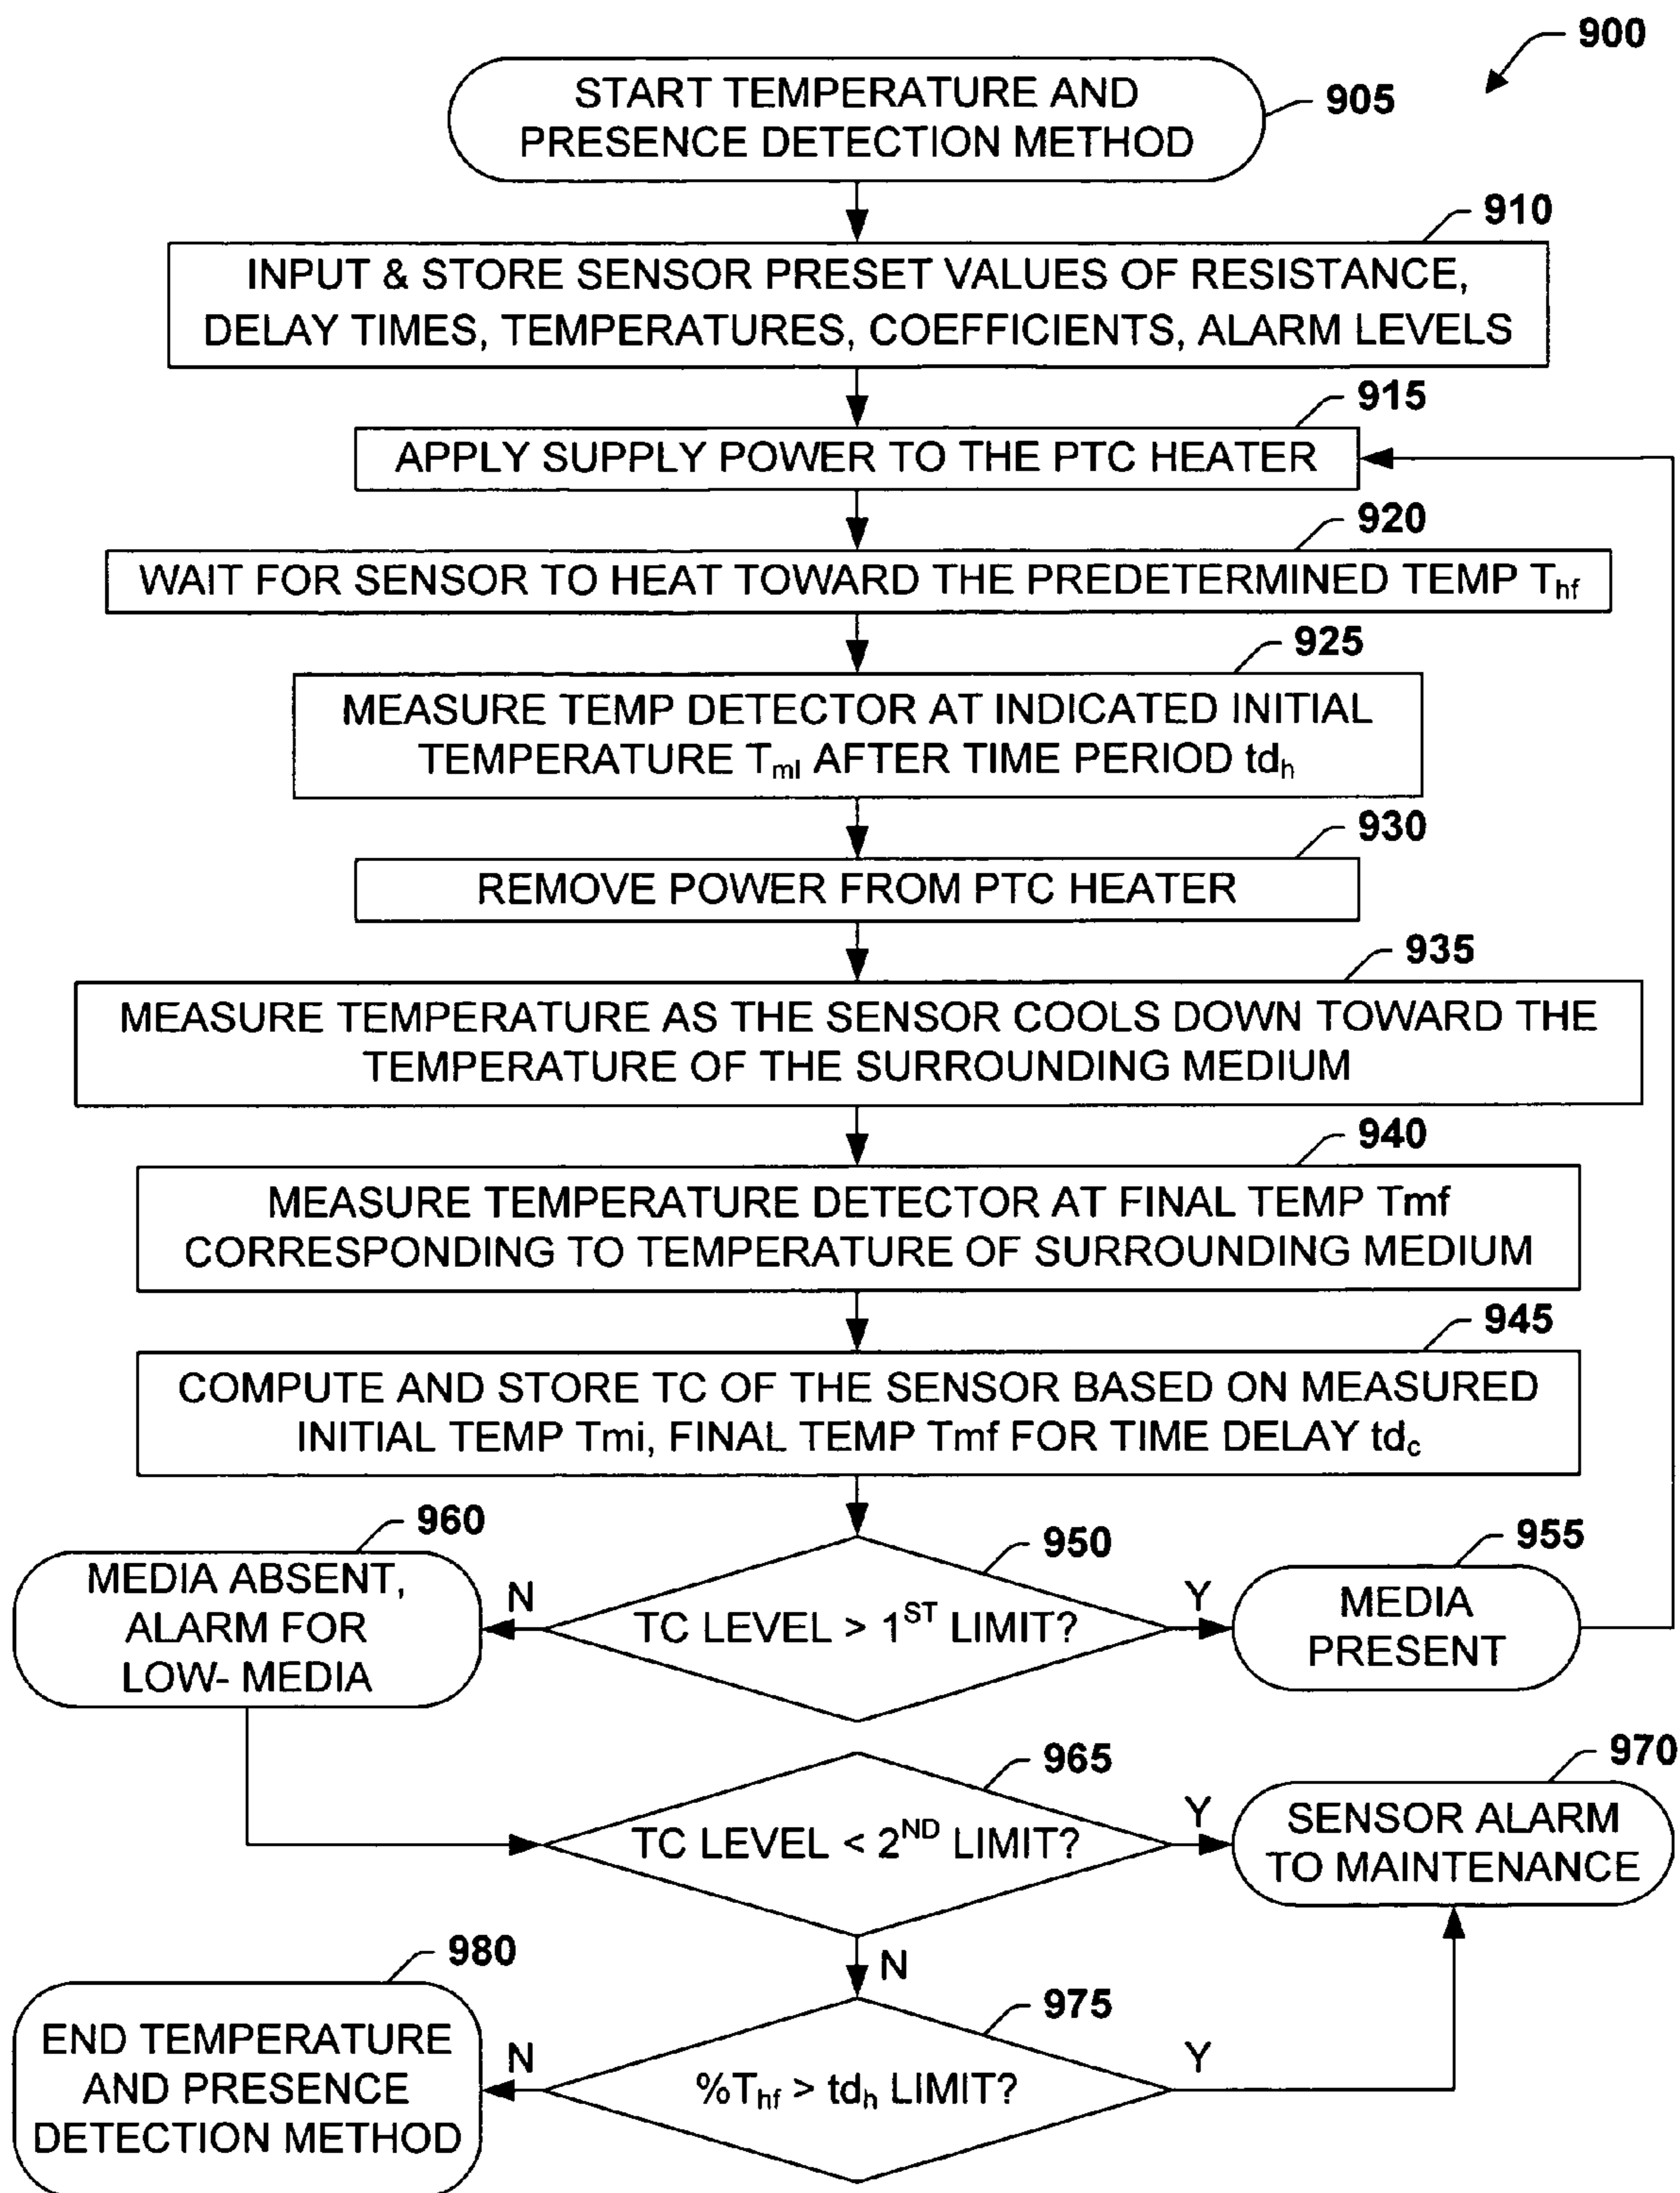 900
START TEMPERATURE AND
PRESENCE DETECTION METHOD
905
910
INPUT & STORE SENSOR PRESET VALUES OF RESISTANCE,
DELAY TIMES, TEMPERATURES, COEFFICIENTS, ALARM LEVELS
915
APPLY SUPPLY POWER TO THE PTC HEATER
920
WAIT FOR SENSOR TO HEAT TOWARD THE PREDETERMINED TEMP Thf
925
MEASURE TEMP DETECTOR AT INDICATED INITIAL
TEMPERATURE TmI AFTER TIME PERIOD tdh
930
REMOVE POWER FROM PTC HEATER
935
MEASURE TEMPERATURE AS THE SENSOR COOLS DOWN TOWARD THE
TEMPERATURE OF THE SURROUNDING MEDIUM
940
MEASURE TEMPERATURE DETECTOR AT FINAL TEMP Tmf
CORRESPONDING TO TEMPERATURE OF SURROUNDING MEDIUM
945
COMPUTE AND STORE TC OF THE SENSOR BASED ON MEASURED
INITIAL TEMP Tmi, FINAL TEMP Tmf FOR TIME DELAY tdc
960
MEDIA ABSENT,
ALARM FOR
LOW- MEDIA
N
950
TC LEVEL > 1ST LIMIT?
Y
955
MEDIA
PRESENT
965
TC LEVEL < 2ND LIMIT?
Y
970
SENSOR ALARM
TO MAINTENANCE
N
980
END TEMPERATURE
AND PRESENCE
DETECTION METHOD
N
975
%Thf > tdh LIMIT?
Y